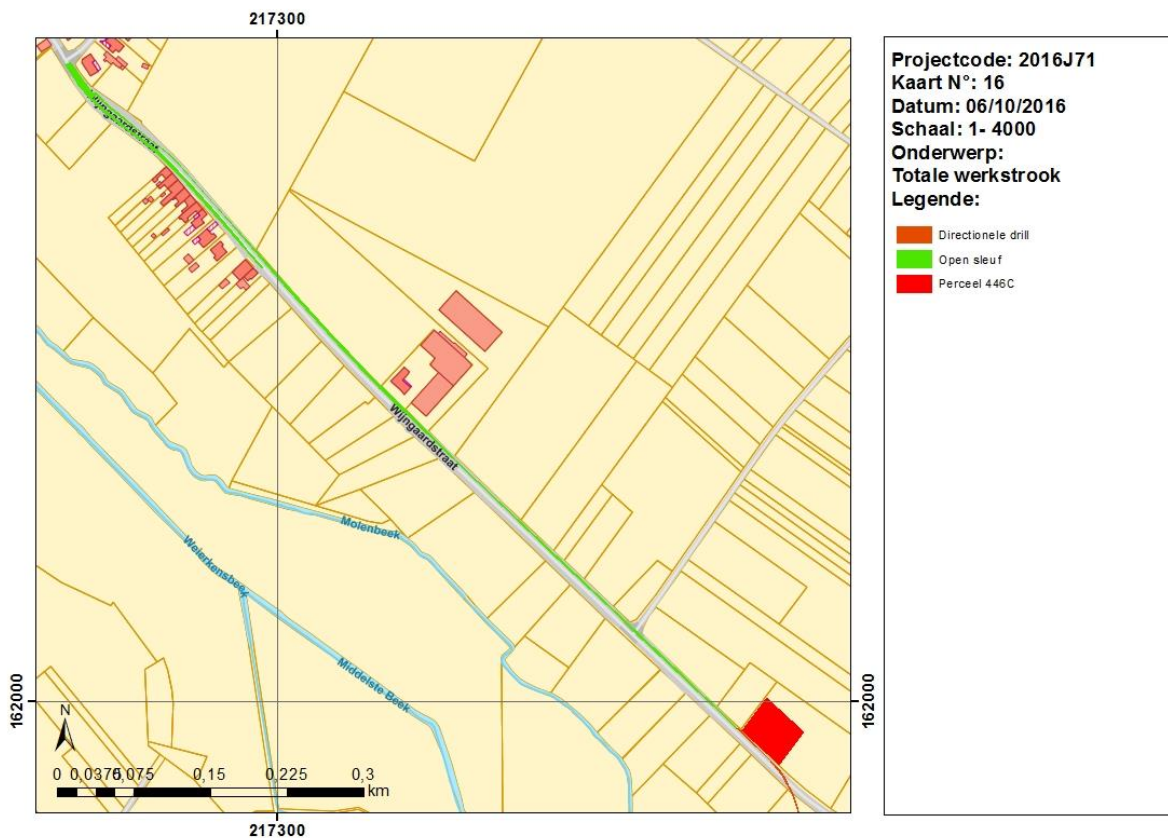 217300
Projectcode: 2016J71
Kaart N°: 16
Datum: 06/10/2016
Schaal: 1- 4000
Onderwerp:
Totale werkstrook
Legende:
Directionele drill
Open sleuf
Perceel 446C
Wijngaardstraat
Wijngaardstraat
Molenbeek
Weierkensbeek
Middelste Beek
162000
162000
N
0 0,0375 0,075 0,15 0,225 0,3
km
217300